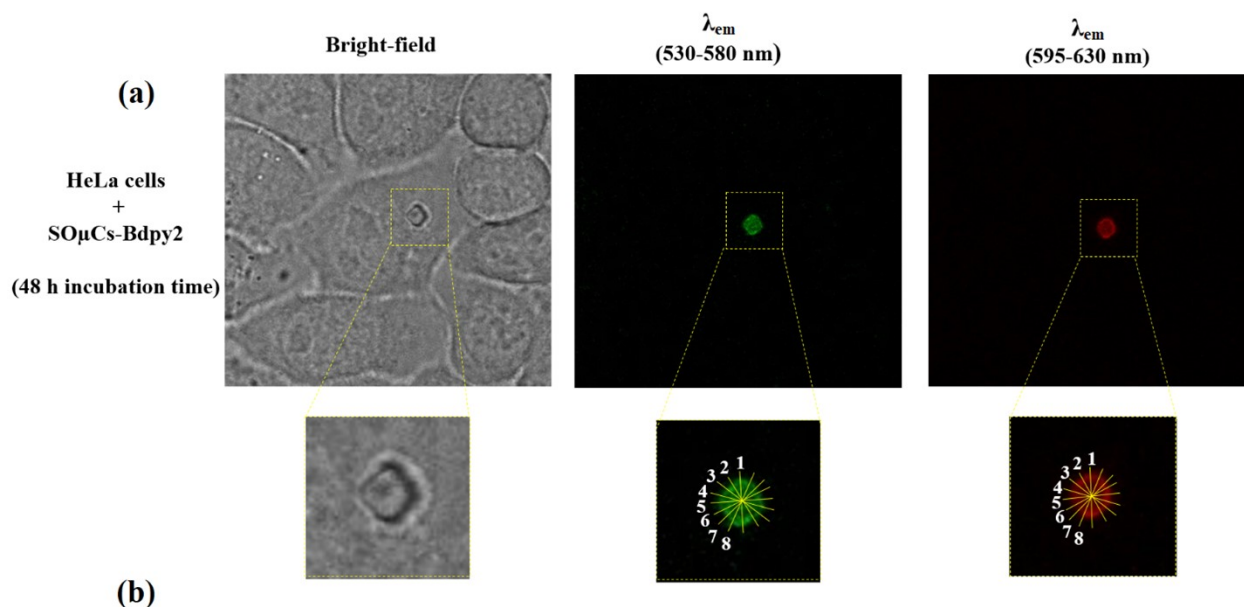 Bright-field
λem
(530-580 nm)
λem
(595-630 nm)
(a)
HeLa cells
+
SOµCs-Bdpy2
(48 h incubation time)
1
2
3
4
5
6
7
8
1
2
3
4
5
6
7
8
(b)